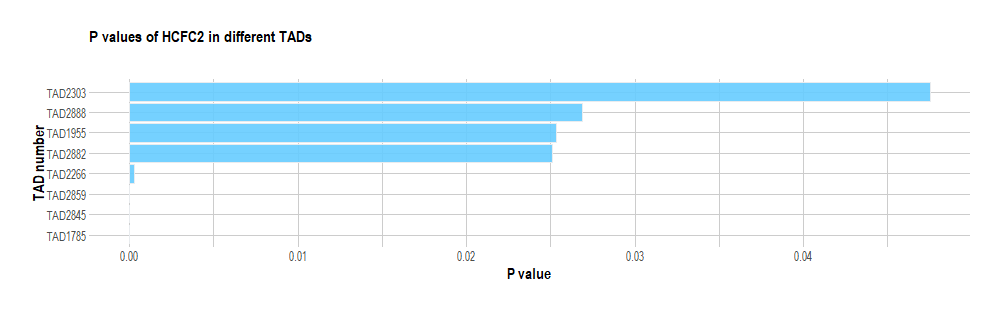 P values of HCFC2 in different TADs
TAD number
TAD2303
TAD2888
TAD1955
TAD2882
TAD2266
TAD2859
TAD2845
TAD1785
0.00 0.01 0.02 0.03 0.04
P value